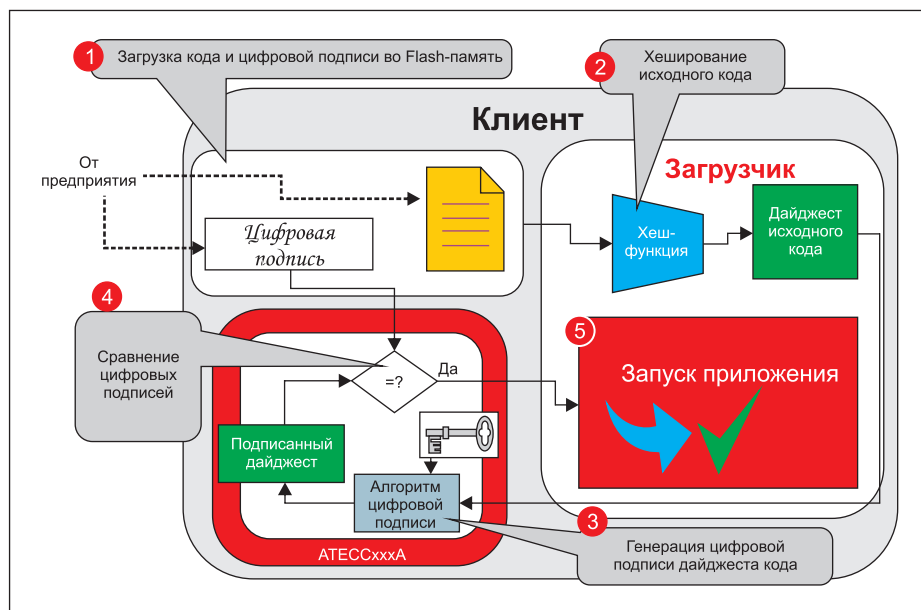 1
Загрузка кода и цифровой подписи во Flash-память
2
Хеширование
исходного кода
Клиент
От
предприятия
Цифровая
подпись
Загрузчик
Хеш-
функция
Дайджест
исходного
кода
4
Сравнение
цифровых
подписей
=?
Да
5
Запуск приложения
Подписанный
дайджест
Алгоритм
цифровой
подписи
ATECCxxxA
3
Генерация цифровой
подписи дайджеста кода